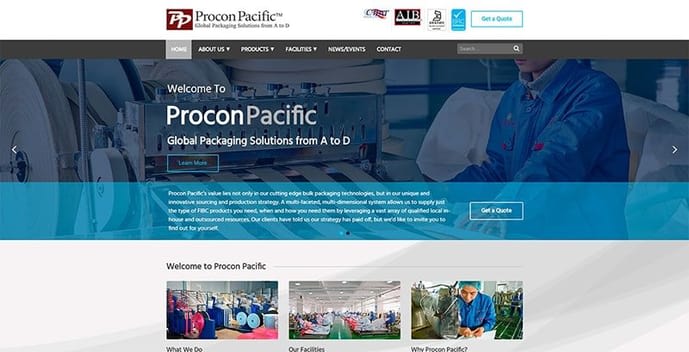 PP Procon Pacific™
Global Packaging Solutions from A to D
AIB
Get a Quote
HOME ABOUT US ▼ PRODUCTS ▼ FACILITIES ▼ NEWS/EVENTS CONTACT Search...
Welcome To
ProconPacific
Global Packaging Solutions from A to D
Learn More
Procon Pacific's value lies not only in our cutting edge bulk packaging technologies, but in our unique and
innovative sourcing and production strategy. A multi-faceted, multi-dimensional system allows us to supply just
the type of FIBC products you need, when and how you need them by leveraging a vast array of qualified local in-
house and outsourced resources. Our clients have told us our strategy has paid off, but we'd like to invite you to
find out for yourself.
Get a Quote
Welcome to Procon Pacific
What We Do Our Facilities Why Procon Pacific?